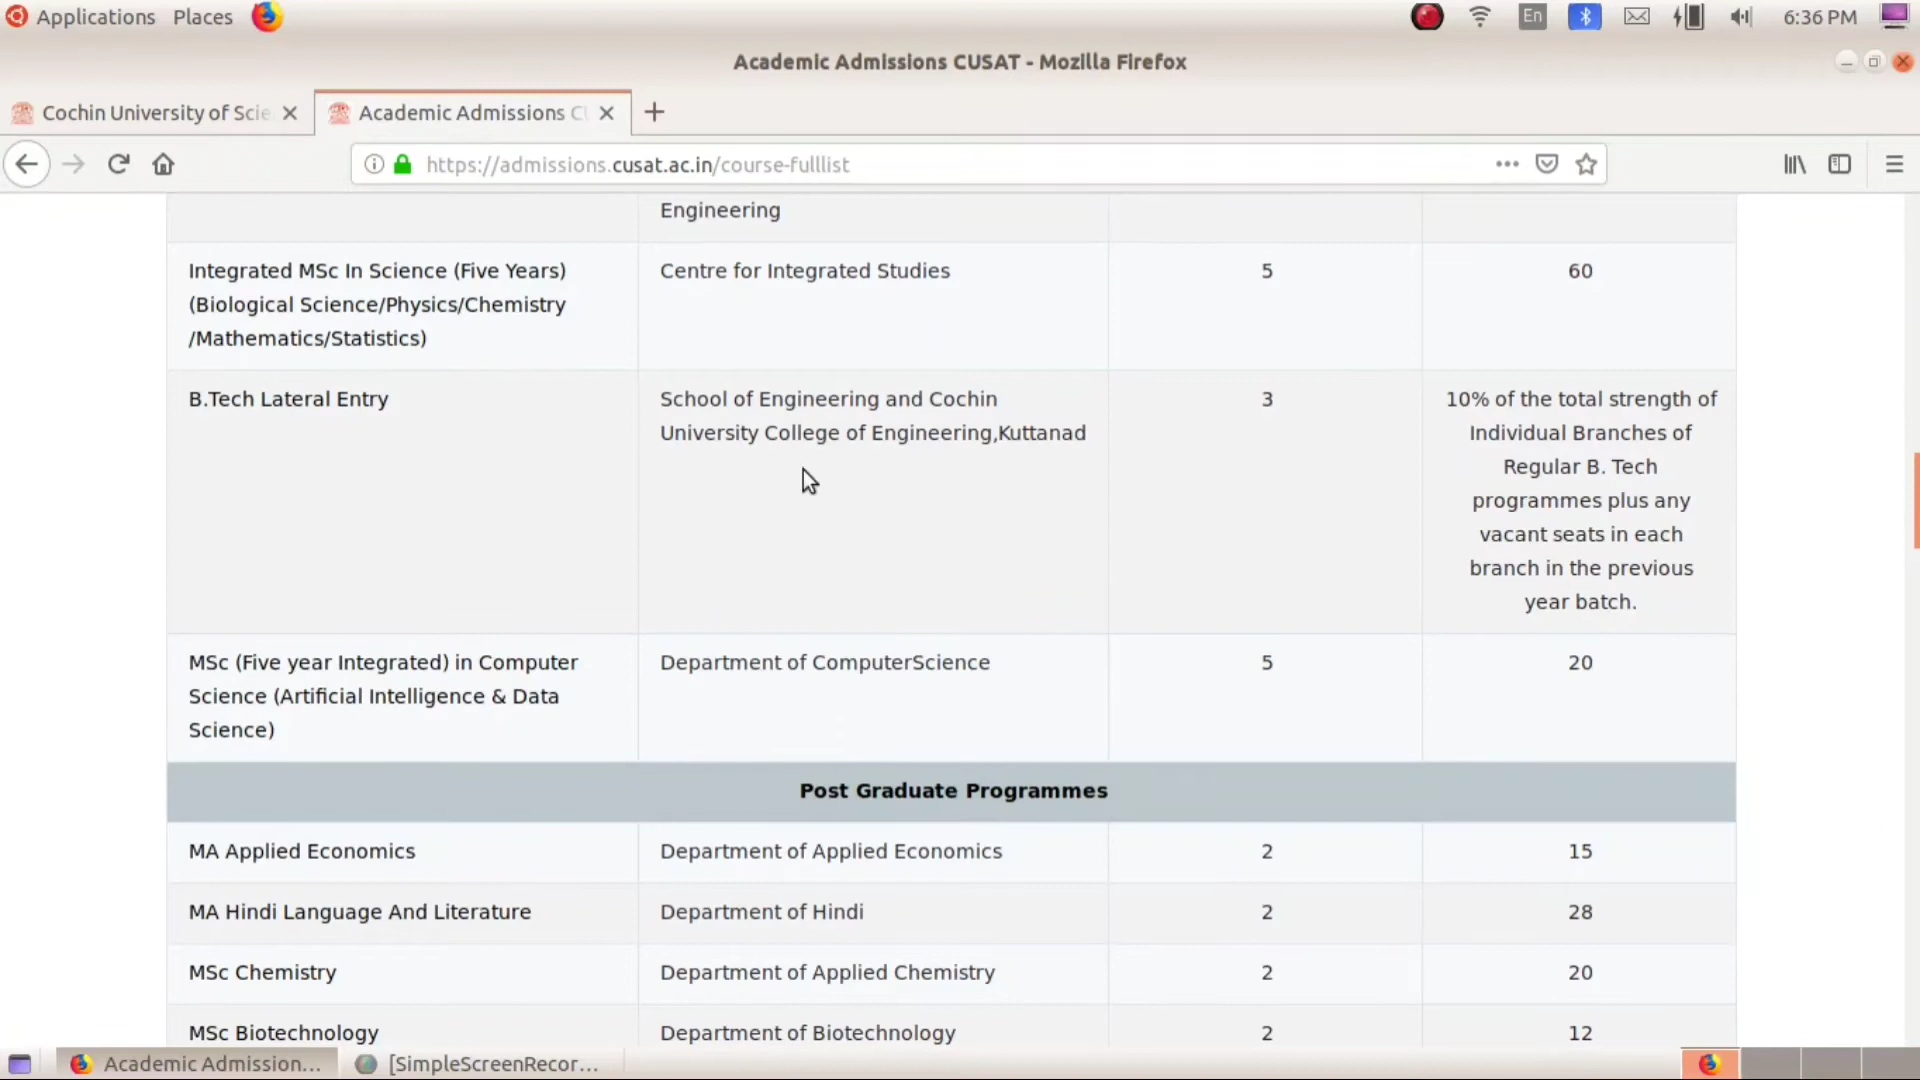 Applications Places
En
6:36 PM
Academic Admissions CUSAT - Mozilla Firefox
Cochin University of Scie
Academic Admissions CU
https://admissions.cusat.ac.in/course-fulllist
Engineering
Integrated MSc In Science (Five Years)
(Biological Science/Physics/Chemistry
/Mathematics/Statistics)
Centre for Integrated Studies
5
60
B.Tech Lateral Entry
School of Engineering and Cochin
University College of Engineering,Kuttanad
3
10% of the total strength of
Individual Branches of
Regular B. Tech
programmes plus any
vacant seats in each
branch in the previous
year batch.
MSc (Five year Integrated) in Computer
Science (Artificial Intelligence & Data
Science)
Department of ComputerScience
5
20
Post Graduate Programmes
MA Applied Economics
Department of Applied Economics
2
15
MA Hindi Language And Literature
Department of Hindi
2
28
MSc Chemistry
Department of Applied Chemistry
2
20
MSc Biotechnology
Department of Biotechnology
2
12
Academic Admission...
[SimpleScreenRecor...